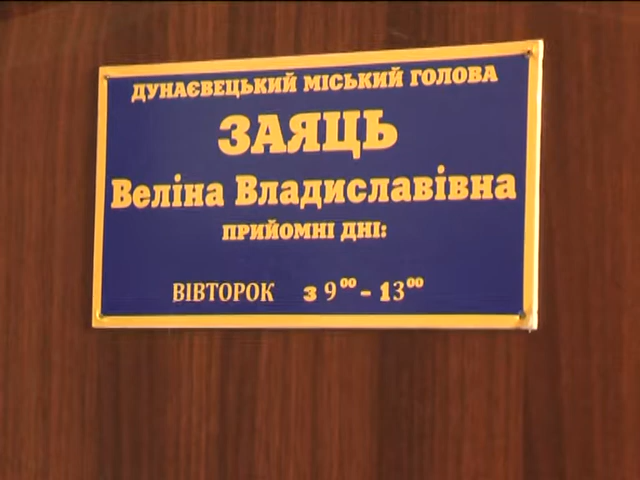 ДУНАЄВЕЦЬКИЙ МІСЬКИЙ ГОЛОВА
ЗАЯЦЬ
Веліна Владиславівна
ПРИЙОМНІ ДНІ:
ВІВТОРОК з 9⁰⁰ – 13⁰⁰